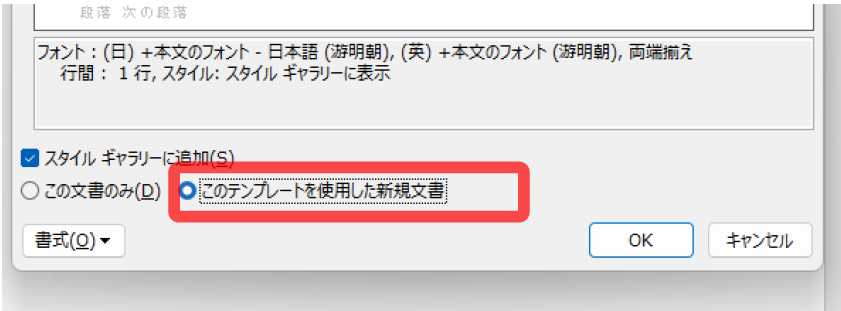 段落 次の段落
フォント : (日) +本文のフォント - 日本語 (游明朝), (英) +本文のフォント (游明朝), 両端揃え
行間 : 1 行, スタイル: スタイル ギャラリーに表示
スタイル ギャラリーに追加(S)
この文書のみ(D) このテンプレートを使用した新規文書
書式(O)
OK キャンセル